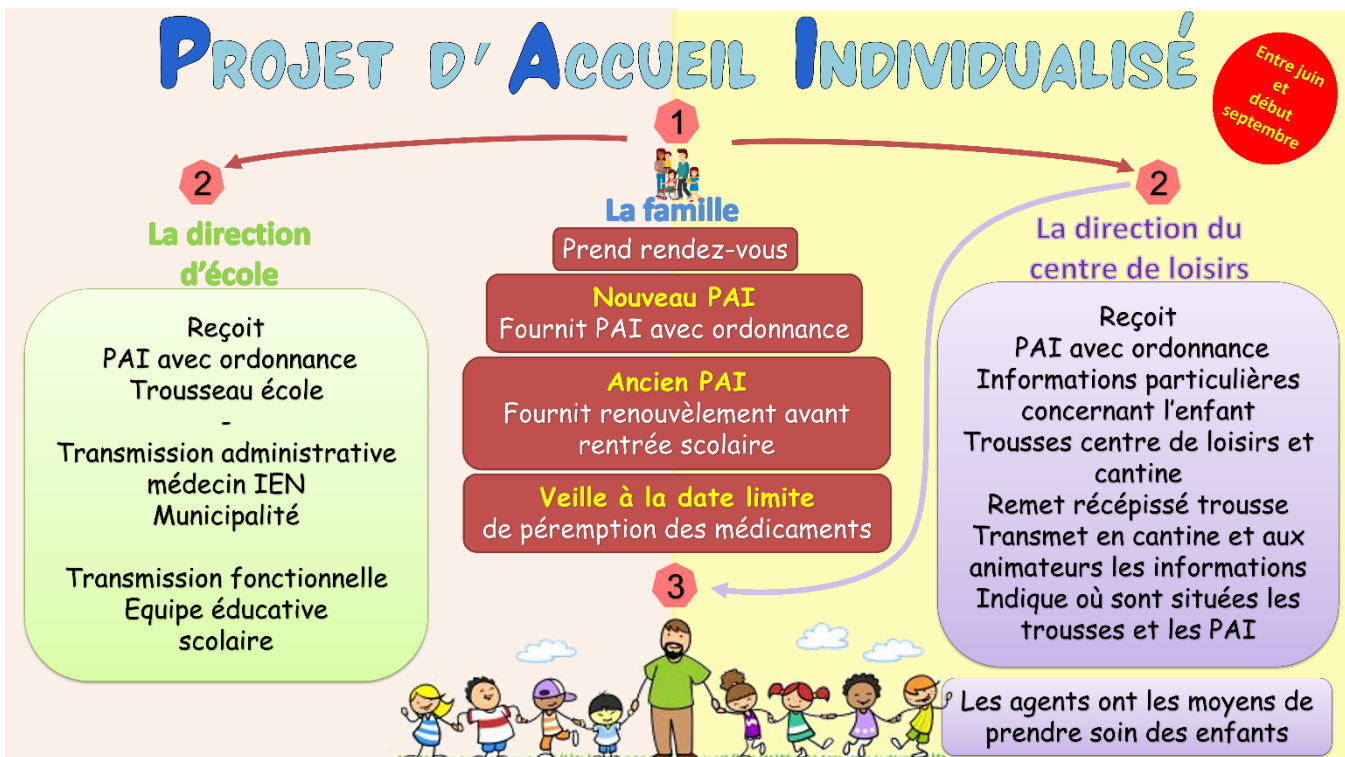 PROJET D' ACCUEIL INDIVIDUALISÉ
Entre juin
et
début
septembre
1
La famille
Prend rendez-vous
Nouveau PAI
Fournit PAI avec ordonnance
Ancien PAI
Fournit renouvèlement avant
rentrée scolaire
Veille à la date limite
de péremption des médicaments
2
La direction
d'école
Reçoit
PAI avec ordonnance
Trousseau école
-
Transmission administrative
médecin IEN
Municipalité
Transmission fonctionnelle
Equipe éducative
scolaire
2
La direction du
centre de loisirs
Reçoit
PAI avec ordonnance
Informations particulières
concernant l'enfant
Trousses centre de loisirs et
cantine
Remet récépissé trousse
Transmet en cantine et aux
animateurs les informations
Indique où sont situées les
trousses et les PAI
3
Les agents ont les moyens de
prendre soin des enfants